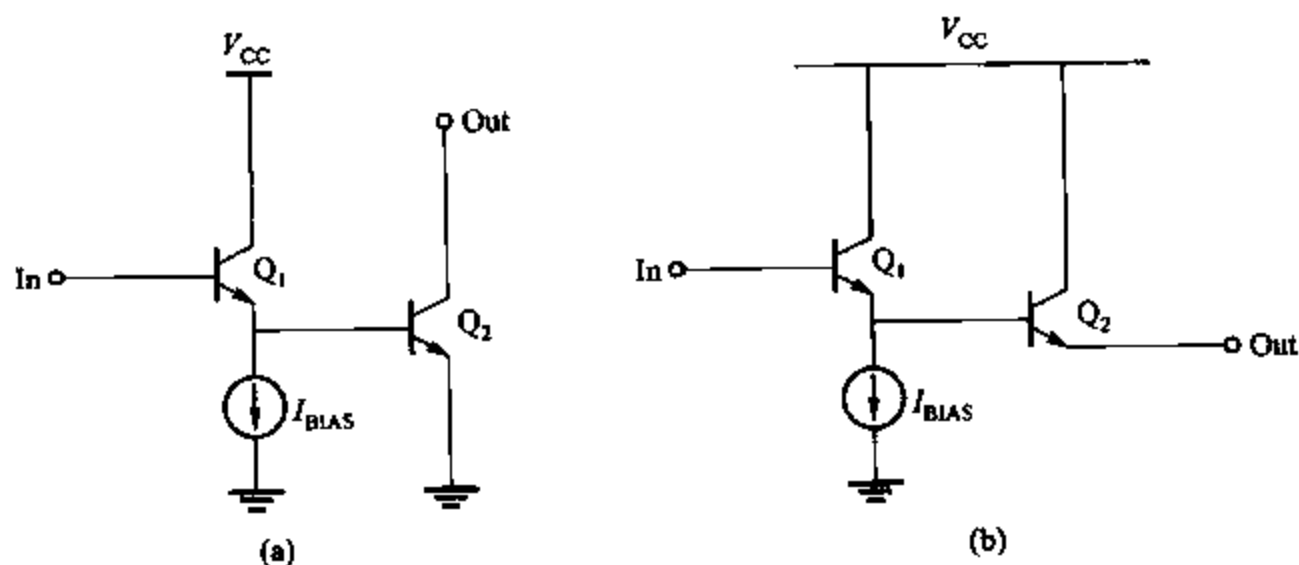 V_CC
Out
In
Q_1
Q_2
I_BIAS
(a)
V_CC
In
Q_1
Q_2
Out
I_BIAS
(b)